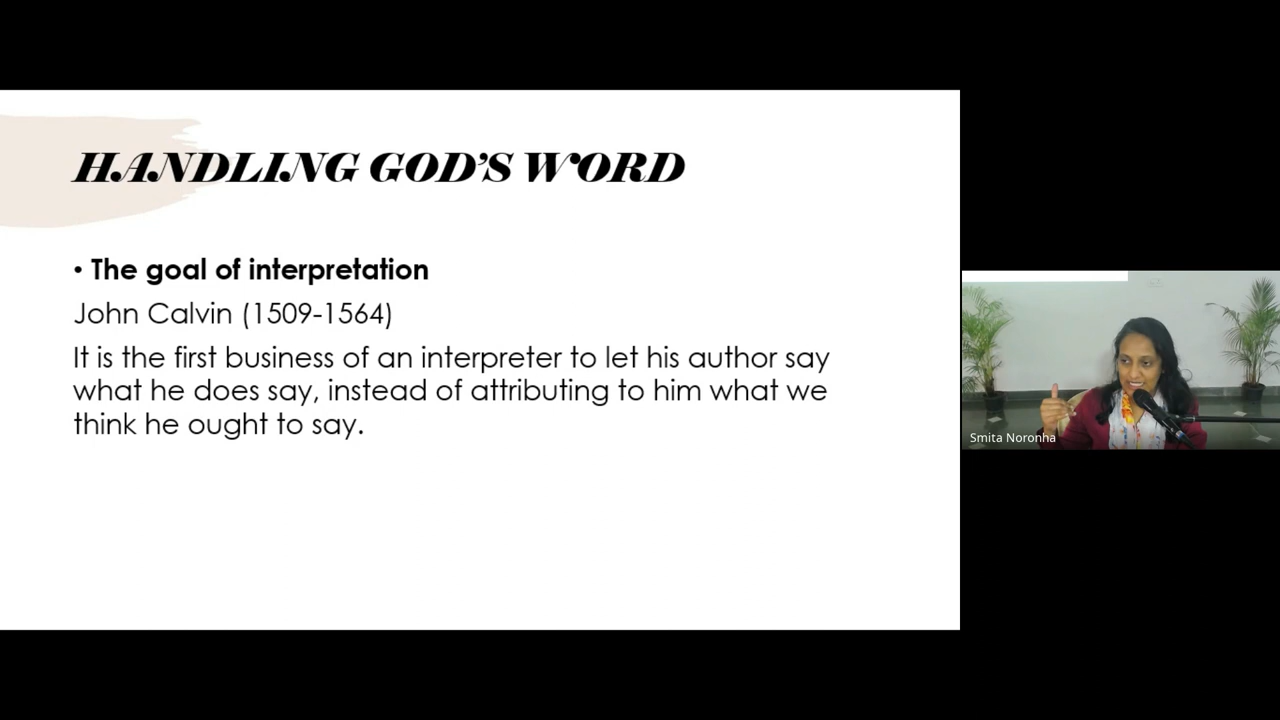 HANDLING GOD'S WORD
• The goal of interpretation
John Calvin (1509-1564)
It is the first business of an interpreter to let his author say
what he does say, instead of attributing to him what we
think he ought to say.
Smita Noronha